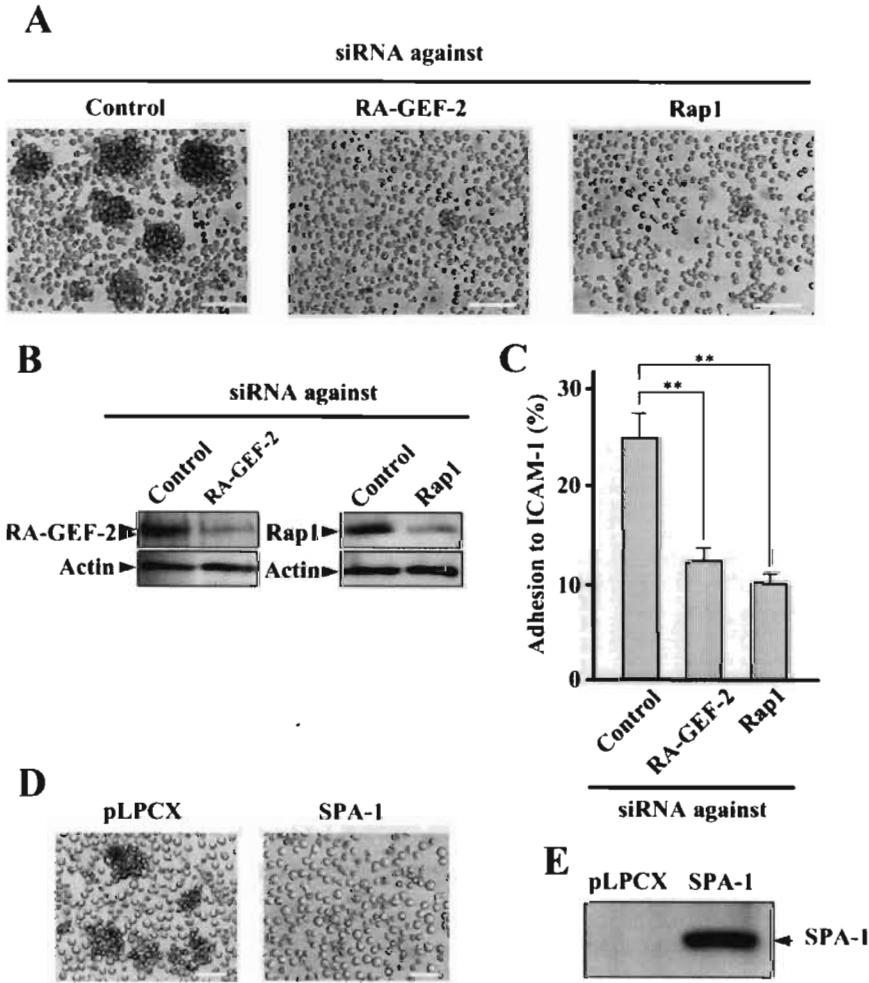 A
siRNA against
Control RA-GEF-2 Rap1
B
siRNA against
Control RA-GEF-2 Control Rap1
RA-GEF-2
Rap1
Actin
Actin
C
Adhesion to ICAM-1 (%)
30
20
10
0
** 
**
Control RA-GEF-2 Rap1
siRNA against
D
pLPCX SPA-1
E
pLPCX SPA-1
SPA-1